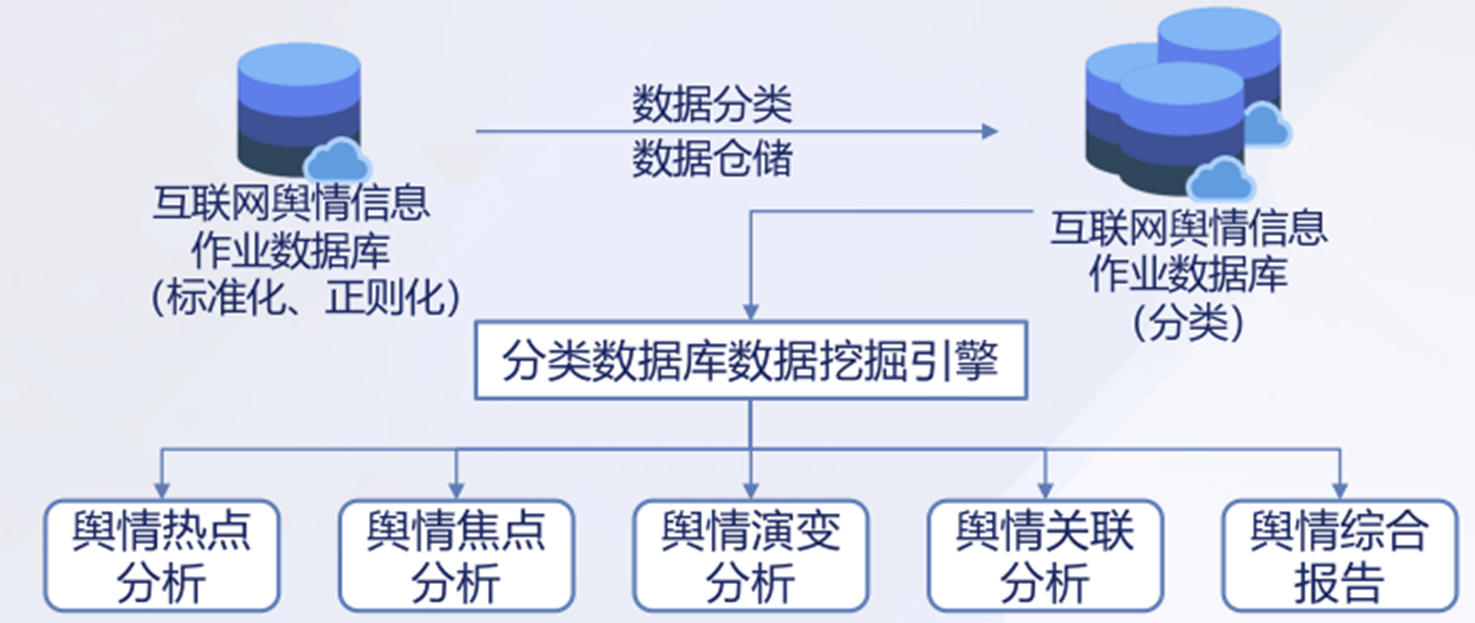 数据分类
数据仓储
互联网舆情信息
作业数据库
（标准化、正则化）
互联网舆情信息
作业数据库
（分类）
分类数据库数据挖掘引擎
舆情热点
分析
舆情焦点
分析
舆情演变
分析
舆情关联
分析
舆情综合
报告